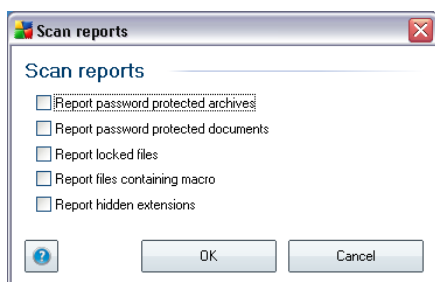 Scan reports
Scan reports
Report password protected archives
Report password protected documents
Report locked files
Report files containing macro
Report hidden extensions
?
OK
Cancel